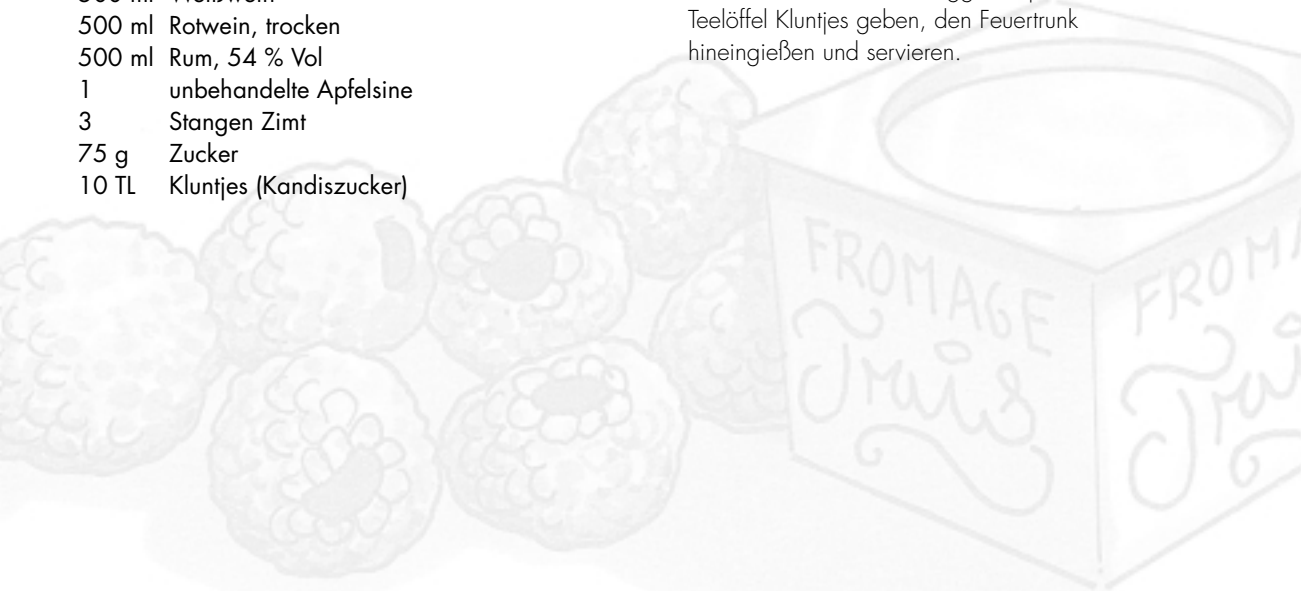 500 ml Rotwein, trocken
500 ml Rum, 54 % Vol
1 unbehandelte Apfelsine
3 Stangen Zimt
75 g Zucker
10 TL Kluntjes (Kandiszucker)
Teelöffel Kluntjes geben, den Feuertrunk
hineingießen und servieren.
FROMAGE
Frais